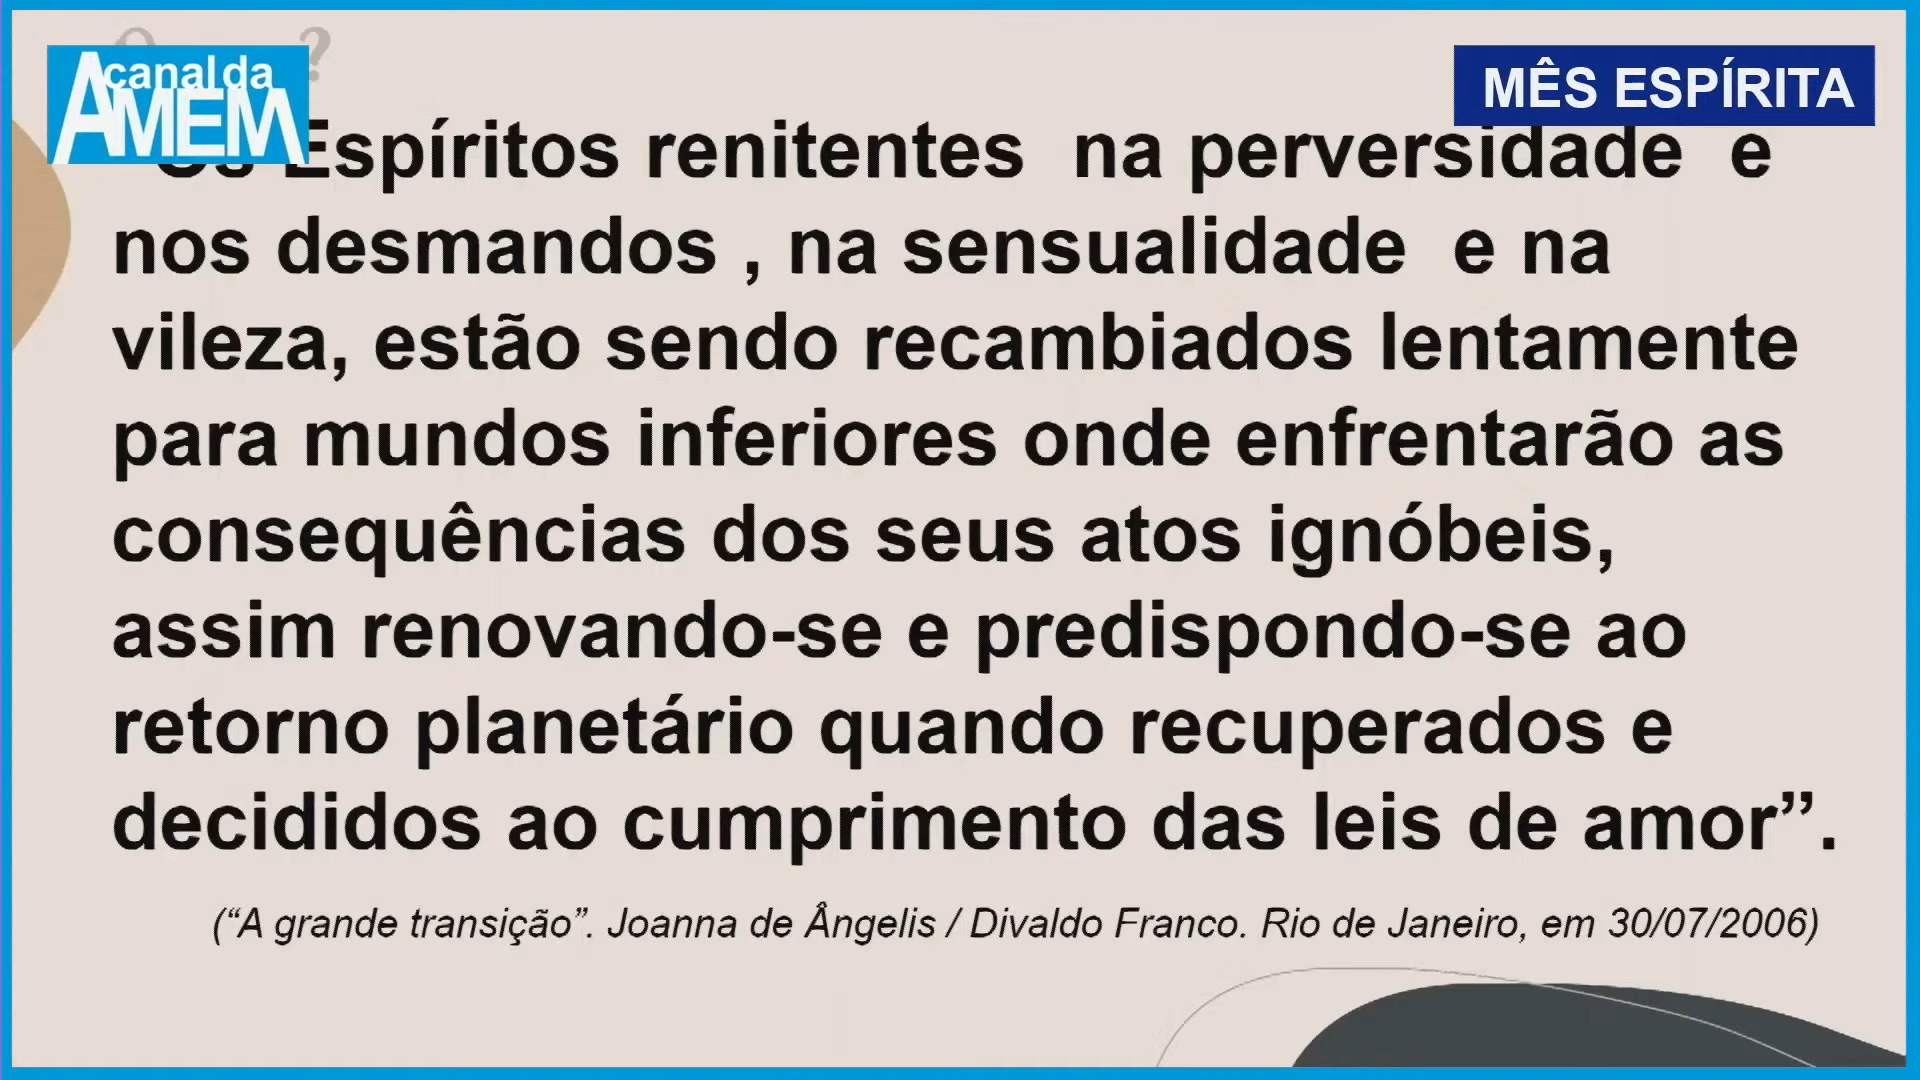 canal da
AMEM
?
MÊS ESPÍRITA
Os Espíritos renitentes na perversidade e
nos desmandos , na sensualidade e na
vileza, estão sendo recambiados lentamente
para mundos inferiores onde enfrentarão as
consequências dos seus atos ignóbeis,
assim renovando-se e predispondo-se ao
retorno planetário quando recuperados e
decididos ao cumprimento das leis de amor”.
(“A grande transição”. Joanna de Ângelis / Divaldo Franco. Rio de Janeiro, em 30/07/2006)